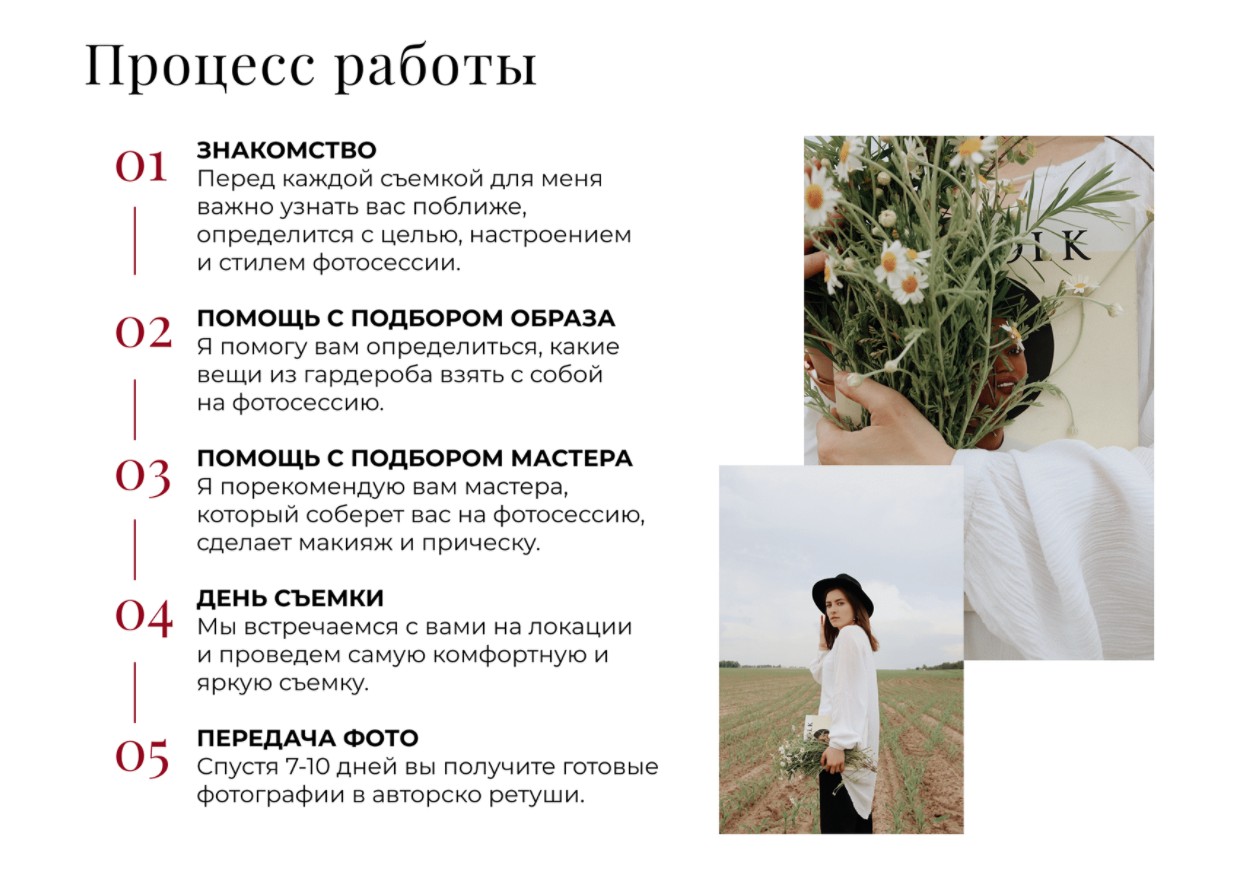 Процесс работы
01
ЗНАКОМСТВО
Перед каждой съемкой для меня
важно узнать вас поближе,
определится с целью, настроением
и стилем фотосессии.
02
ПОМОЩЬ С ПОДБОРОМ ОБРАЗА
Я помогу вам определиться, какие
вещи из гардероба взять с собой
на фотосессию.
03
ПОМОЩЬ С ПОДБОРОМ МАСТЕРА
Я порекомендую вам мастера,
который соберет вас на фотосессию,
сделает макияж и прическу.
04
ДЕНЬ СЪЕМКИ
Мы встречаемся с вами на локации
и проведем самую комфортную и
яркую съемку.
05
ПЕРЕДАЧА ФОТО
Спустя 7-10 дней вы получите готовые
фотографии в авторско ретуши.